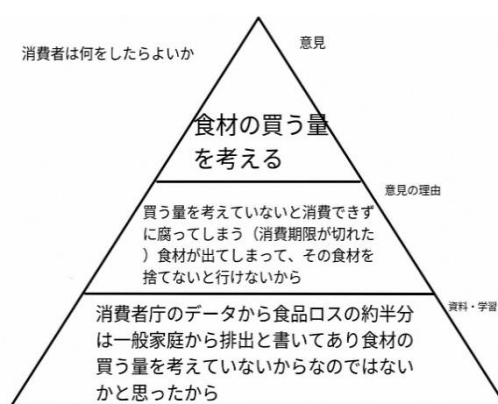 消費者は何をしたらよいか
意見
食材の買う量
を考える
意見の理由
買う量を考えていないと消費できず
に腐ってしまう（消費期限が切れた
）食材が出てしまって、その食材を
捨てないと行けないから
資料・学習
消費者庁のデータから食品ロスの約半分
は一般家庭から排出と書いてあり食材の
買う量を考えていないからなのではない
かと思ったから